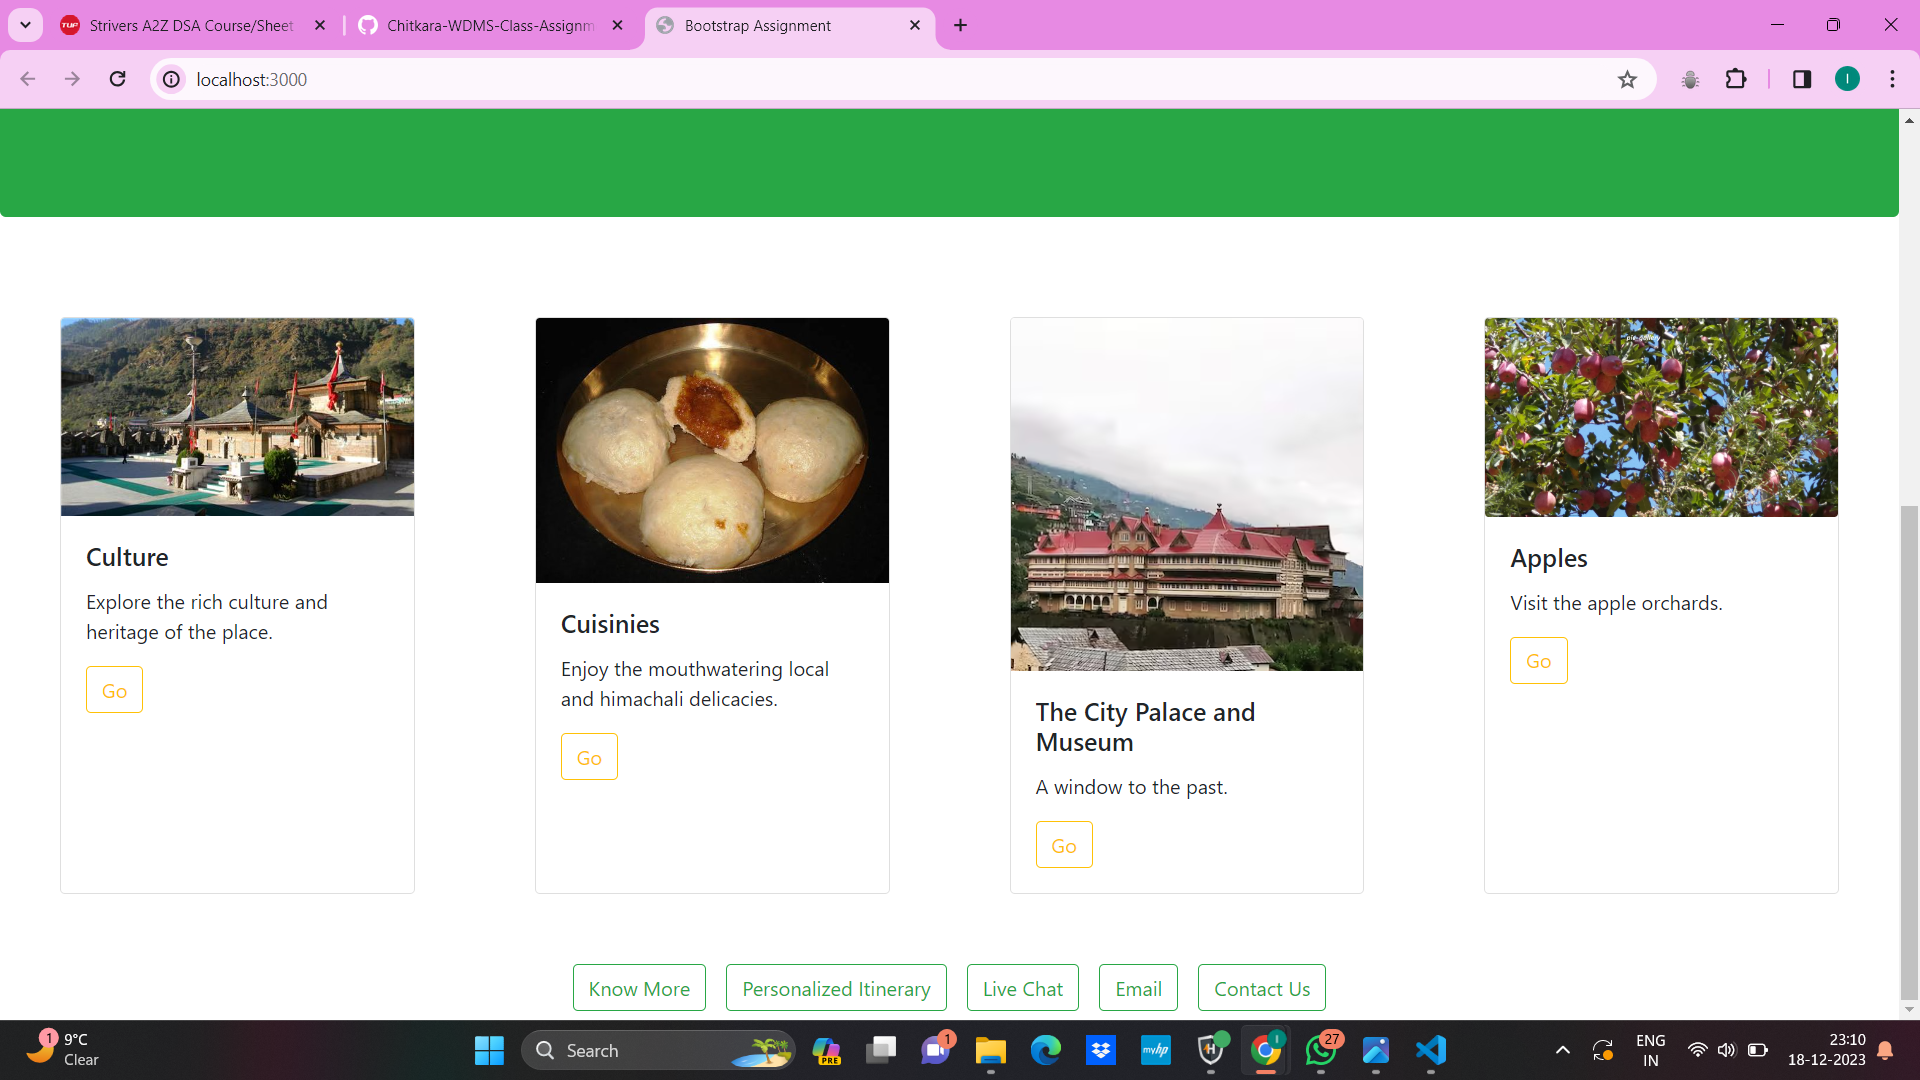 Strivers A2Z DSA Course/Sheet
Chitkara-WDMS-Class-Assignm
Bootstrap Assignment
localhost:3000
I
Culture
Explore the rich culture and
heritage of the place.
Go
Cuisinies
Enjoy the mouthwatering local
and himachali delicacies.
Go
The City Palace and
Museum
A window to the past.
Go
Apples
Visit the apple orchards.
Go
Know More
Personalized Itinerary
Live Chat
Email
Contact Us
1
9°C
Clear
Search
PRE
1
myhp
I
27
ENG
IN
23:10
18-12-2023